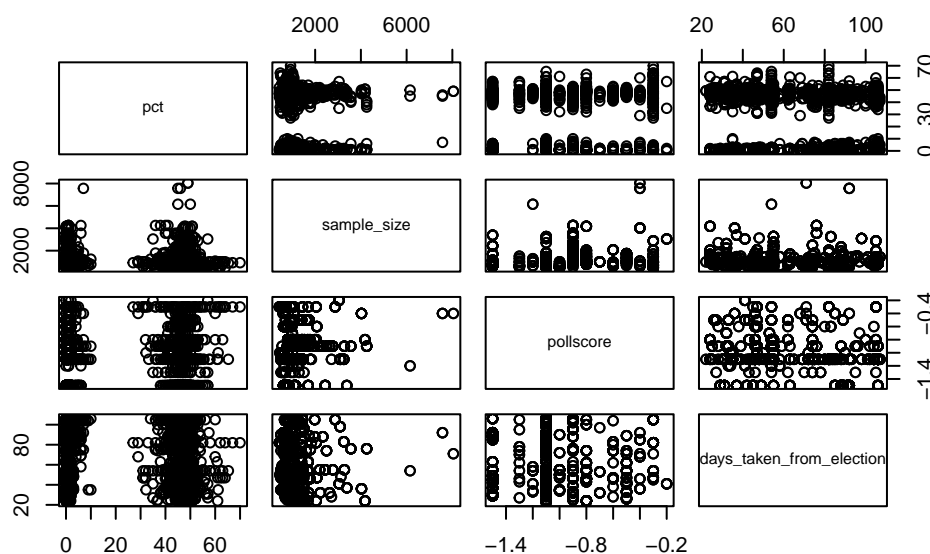 2000 6000 20 60 100
pct
0 30 70
2000 8000
sample_size
pollscore
-1.4 -0.4
20 80
days_taken_from_election
0 20 40 60 -1.4 -0.8 -0.2